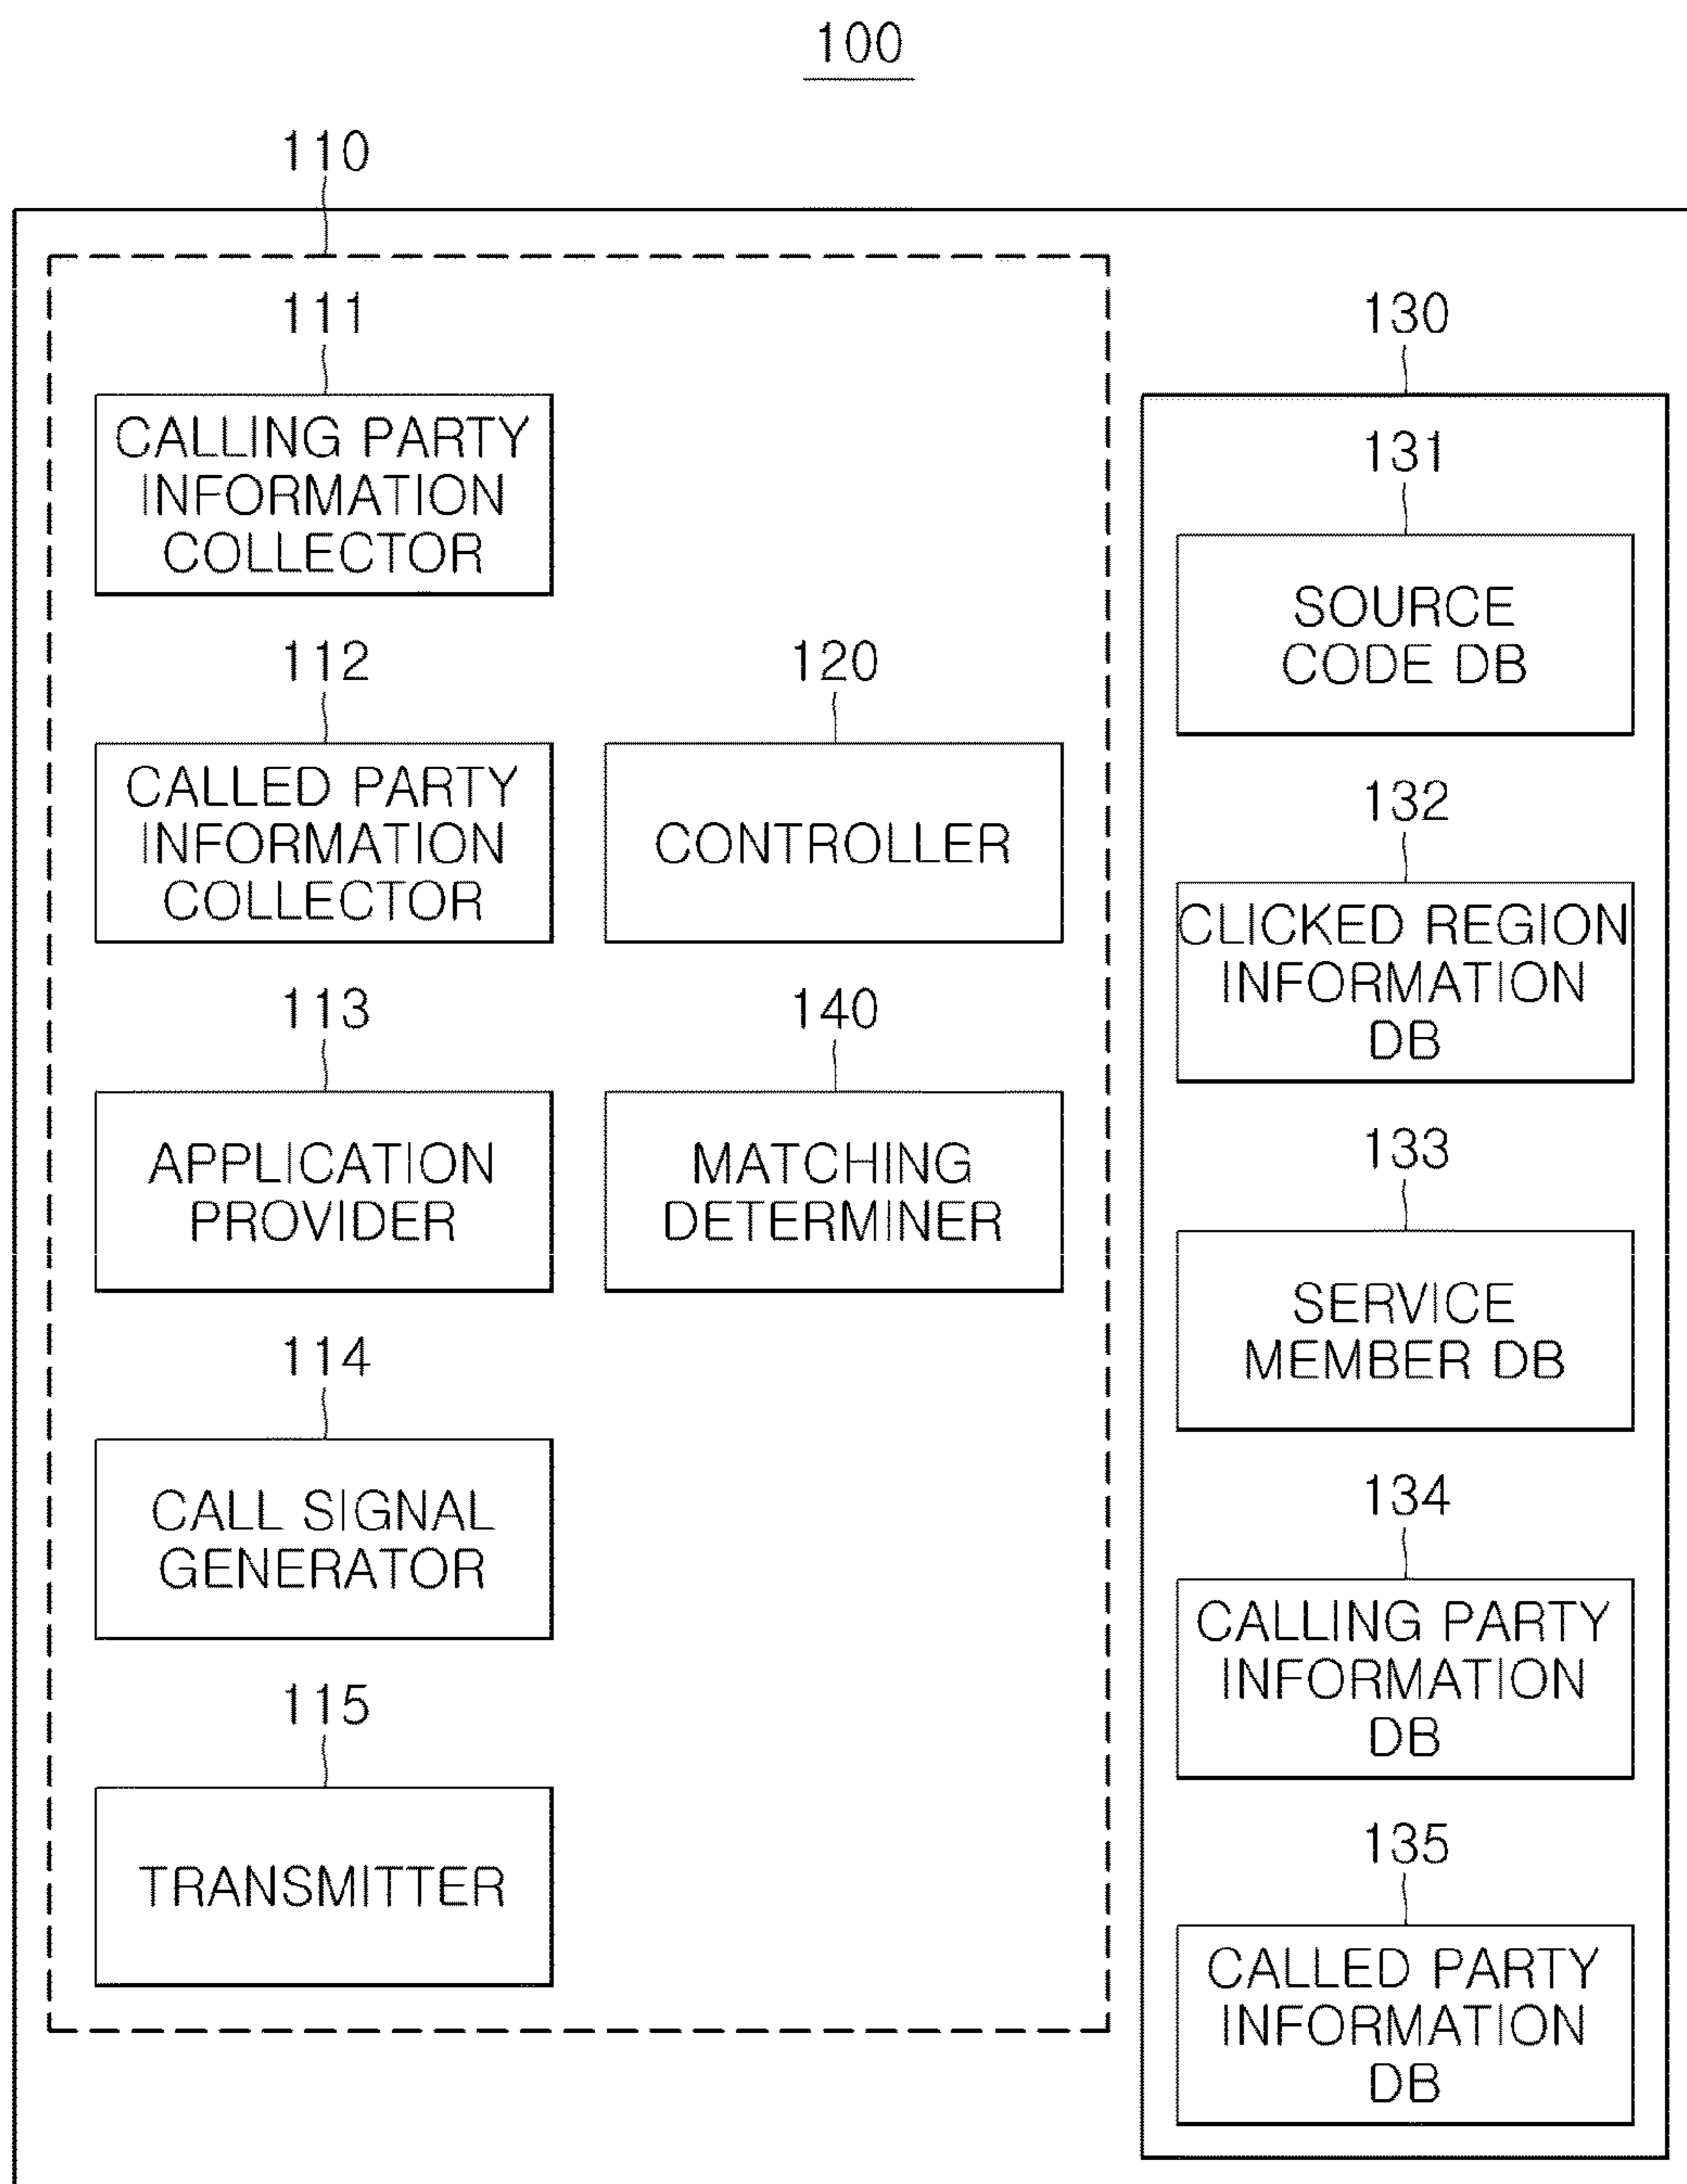 100
110
111
CALLING PARTY
INFORMATION
COLLECTOR
112
CALLED PARTY
INFORMATION
COLLECTOR
120
CONTROLLER
113
APPLICATION
PROVIDER
140
MATCHING
DETERMINER
114
CALL SIGNAL
GENERATOR
115
TRANSMITTER
130
131
SOURCE
CODE DB
132
CLICKED REGION
INFORMATION
DB
133
SERVICE
MEMBER DB
134
CALLING PARTY
INFORMATION
DB
135
CALLED PARTY
INFORMATION
DB